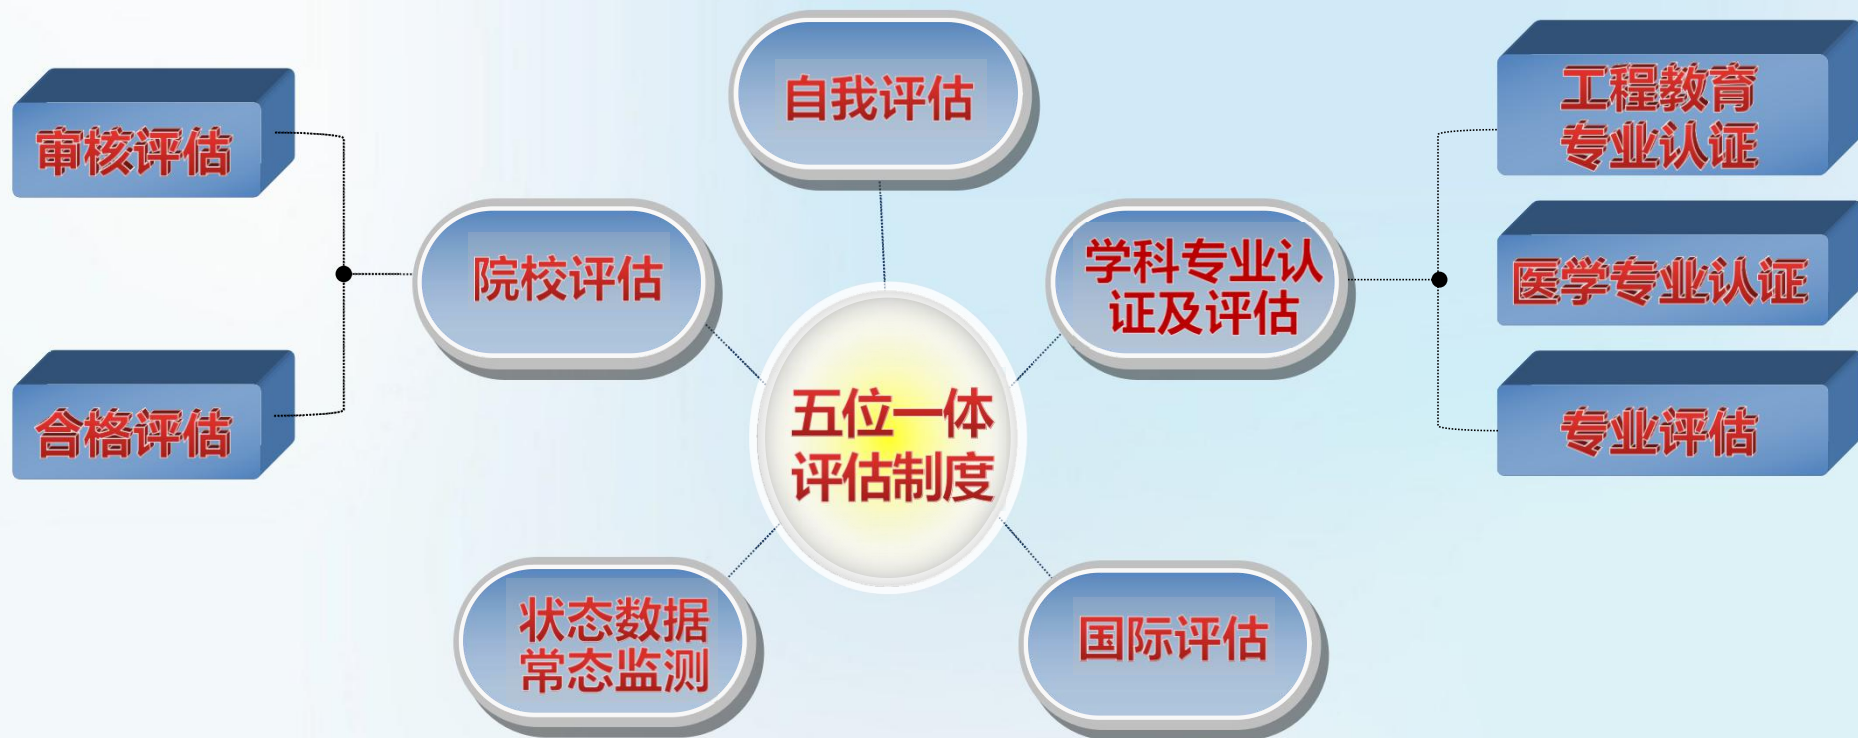 自我评估
工程教育
专业认证
审核评估
院校评估
学科专业认
证及评估
医学专业认证
合格评估
五位一体
评估制度
专业评估
状态数据
常态监测
国际评估